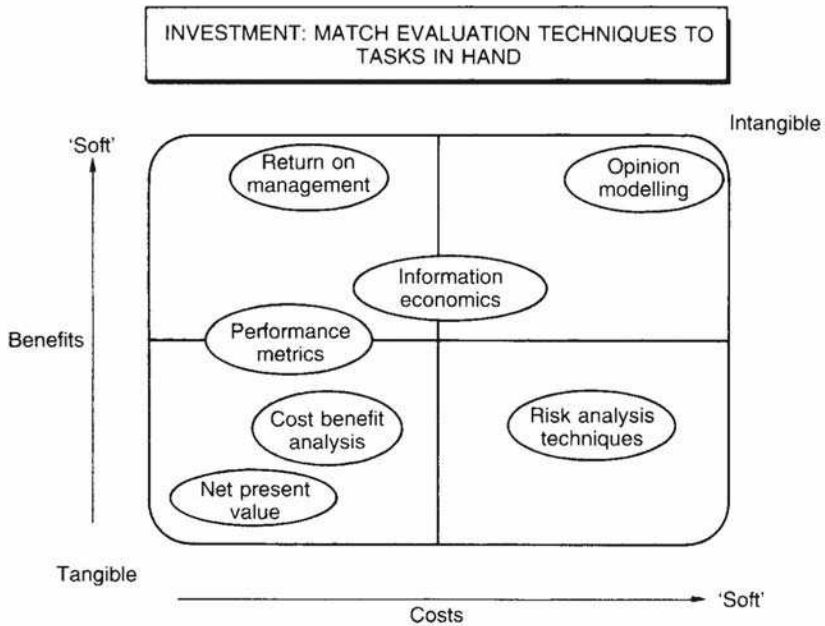 INVESTMENT: MATCH EVALUATION TECHNIQUES TO
TASKS IN HAND
Intangible
'Soft'
Return on
management
Opinion
modelling
Information
economics
Benefits
Performance
metrics
Cost benefit
analysis
Risk analysis
techniques
Net present
value
Tangible
'Soft'
Costs